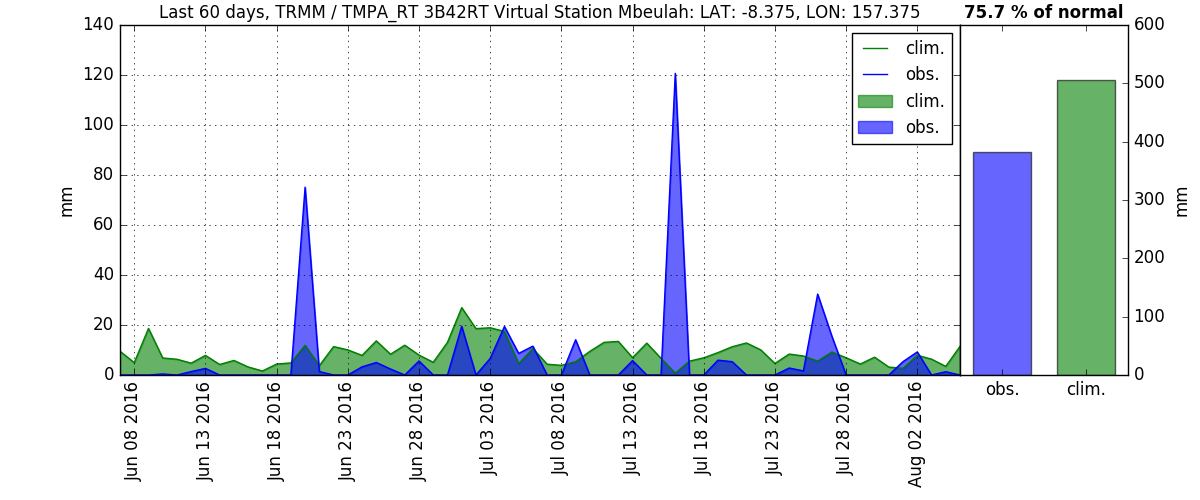 Last 60 days, TRMM / TMPA_RT 3B42RT Virtual Station Mbeulah: LAT: -8.375, LON: 157.375
75.7 % of normal
140
120
100
80
60
40
20
0
mm
clim.
obs.
clim.
obs.
600
500
400
300
200
100
0
mm
Jun 08 2016
Jun 13 2016
Jun 18 2016
Jun 23 2016
Jun 28 2016
Jul 03 2016
Jul 08 2016
Jul 13 2016
Jul 18 2016
Jul 23 2016
Jul 28 2016
Aug 02 2016
obs.
clim.